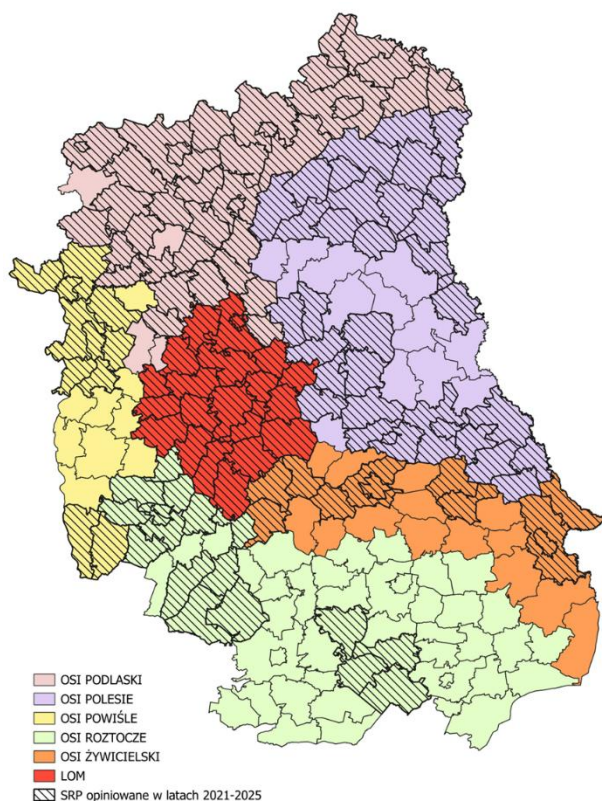 OSI PODLASKI
OSI POLESIE
OSI POWIŚLE
OSI ROZTOCZE
OSI ŻYWICIELSKI
LOM
SRP opiniowane w latach 2021-2025